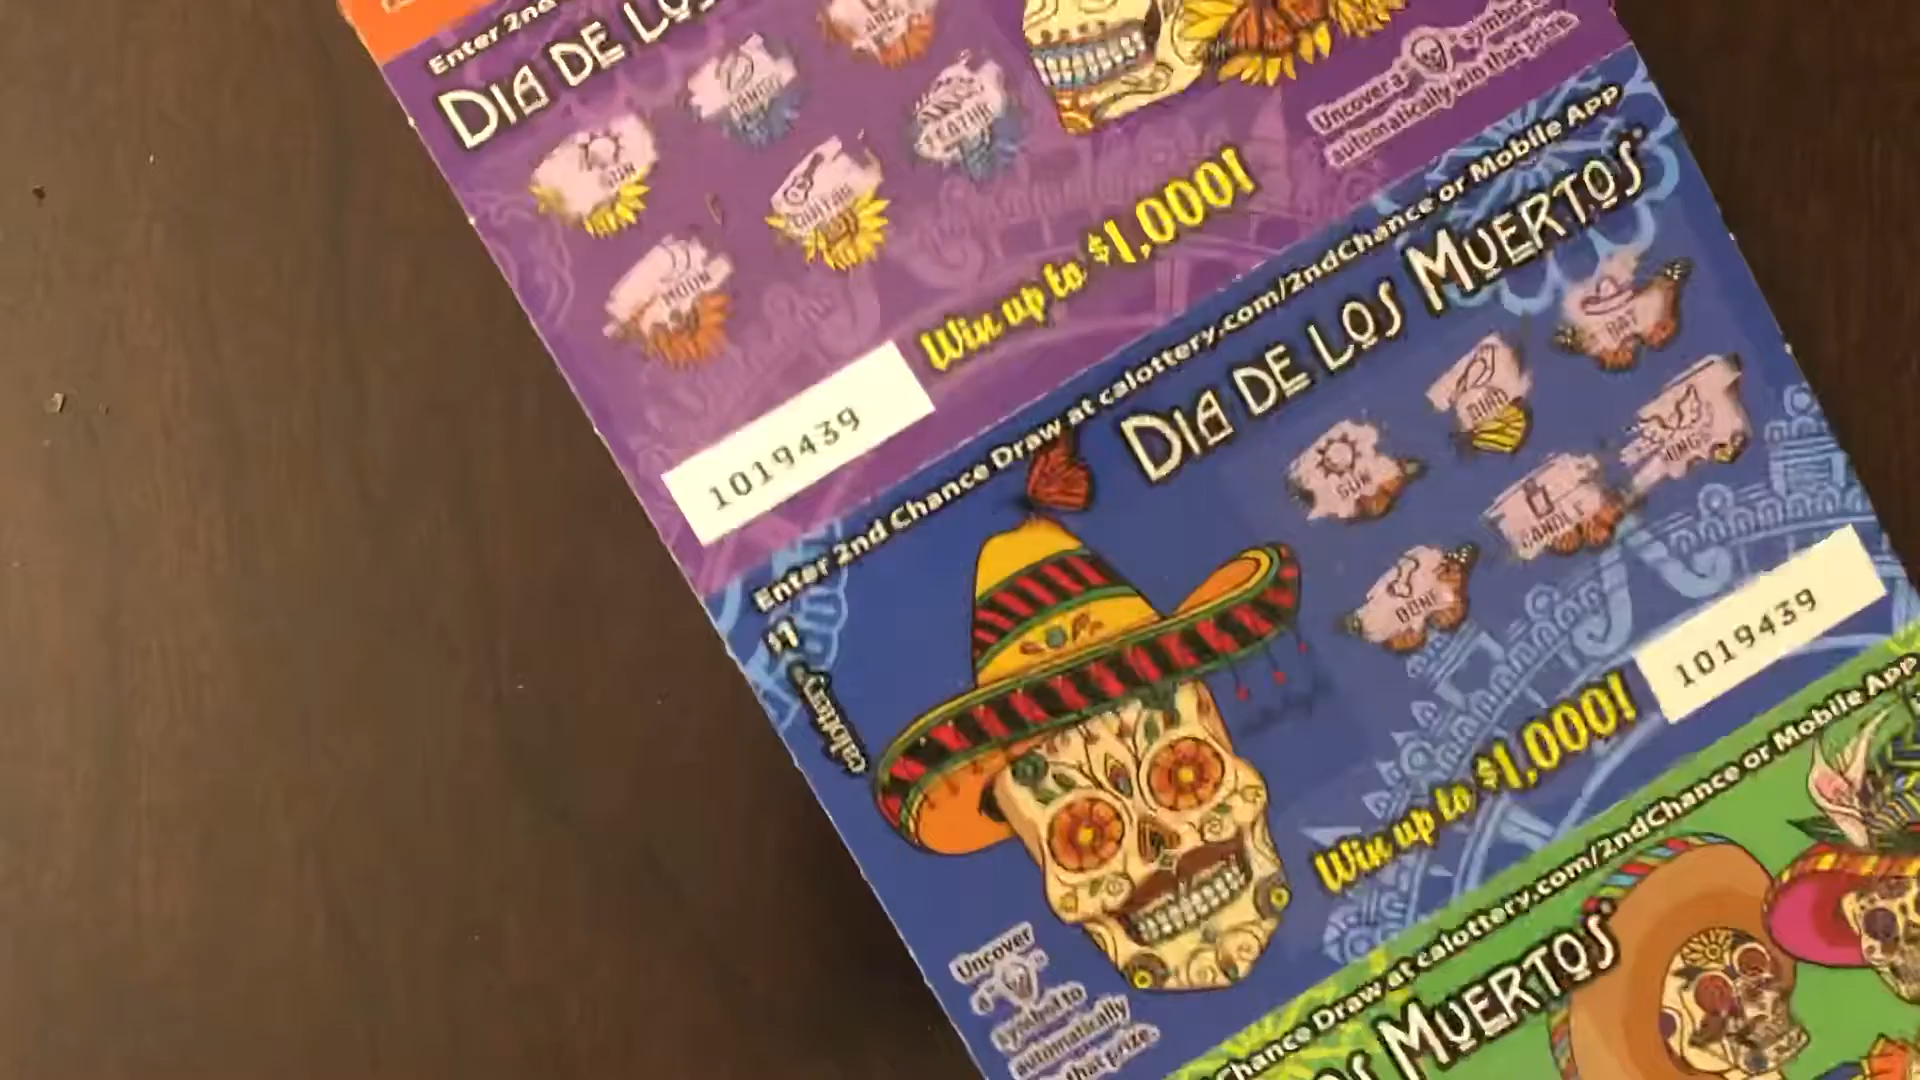 Enter 2nd
DIA DE LOS
SUN
MOON
GUITAR
FEATHR
Win up to $1,000!
Uncover a " " symbol
automatically win that prize.
1019439
Enter 2nd Chance Draw at calottery.com/2ndChance or Mobile App
DIA DE LOS MUERTOS
$1
calottery
SUN
BIRD
HAT
BONE
CANDLE
WINGS
1019439
Win up to $1,000!
Uncover
a " "
symbol to
automatically
that prize.
Chance Draw at calottery.com/2ndChance or Mobile App
OS MUERTOS